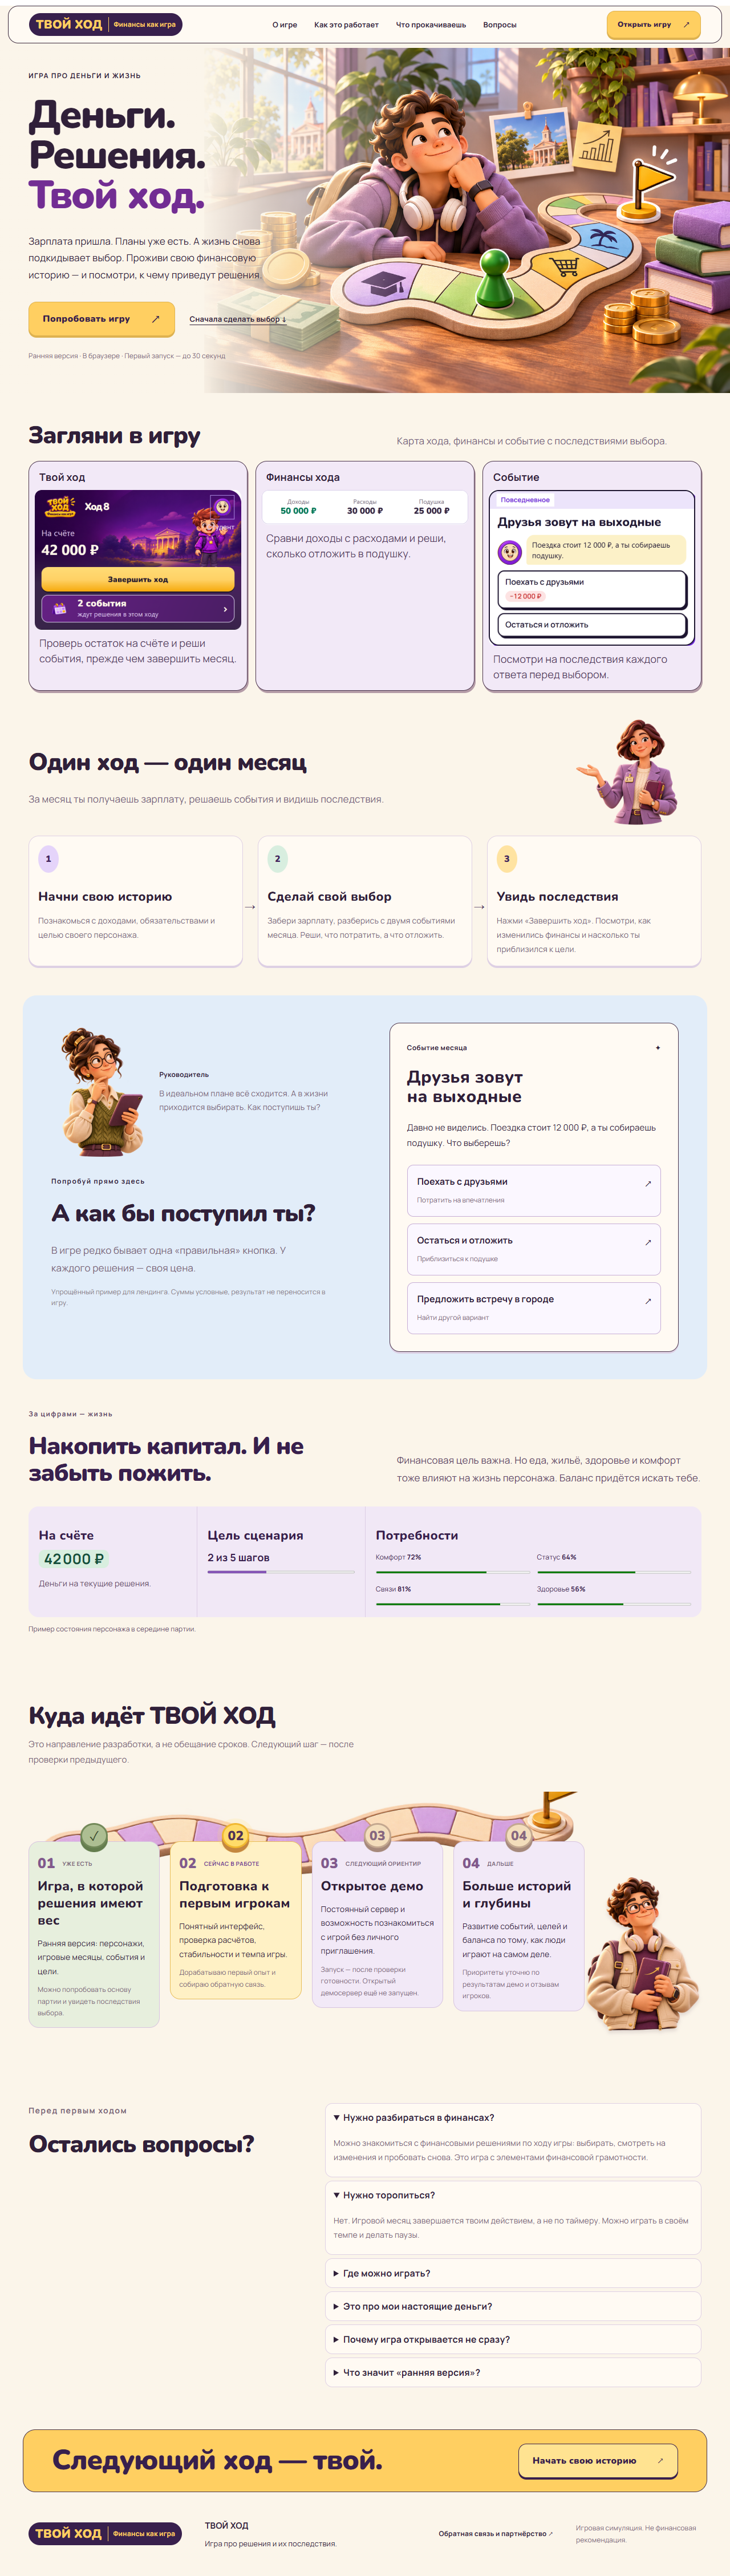 ТВОЙ ХОД | Финансы как игра
О игре
Как это работает
Что прокачиваешь
Вопросы
Открыть игру ↗
ИГРА ПРО ДЕНЬГИ И ЖИЗНЬ
Деньги.
Решения.
Твой ход.
Зарплата пришла. Планы уже есть. А жизнь снова
подкидывает выбор. Проживи свою финансовую
историю — и посмотри, к чему приведут решения.
Попробовать игру ↗
Сначала сделать выбор ↓
Ранняя версия · В браузере · Первый запуск — до 30 секунд
Загляни в игру
Карта хода, финансы и событие с последствиями выбора.
Твой ход
ТВОЙ ХОД
Ход 8
На счёте
42 000 ₽
Завершить ход
2 события
ждут решения в этом ходу
Проверь остаток на счёте и реши
события, прежде чем завершить месяц.
Финансы хода
Доходы
50 000 ₽
Расходы
30 000 ₽
Подушка
25 000 ₽
Сравни доходы с расходами и реши,
сколько отложить в подушку.
Событие
Повседневное
Друзья зовут на выходные
Поездка стоит 12 000 ₽, а ты собираешь
подушку.
Поехать с друзьями
−12 000 ₽
Остаться и отложить
Посмотри на последствия каждого
ответа перед выбором.
Один ход — один месяц
За месяц ты получаешь зарплату, решаешь события и видишь последствия.
1
Начни свою историю
Познакомься с доходами, обязательствами и
целью своего персонажа.
→
2
Сделай свой выбор
Забери зарплату, разберись с двумя событиями
месяца. Реши, что потратить, а что отложить.
→
3
Увидь последствия
Нажми «Завершить ход». Посмотри, как
изменились финансы и насколько ты
приблизился к цели.
Руководитель
В идеальном плане всё сходится. А в жизни
приходится выбирать. Как поступишь ты?
Попробуй прямо здесь
А как бы поступил ты?
В игре редко бывает одна «правильная» кнопка. У
каждого решения — своя цена.
Упрощённый пример для лендинга. Суммы условные, результат не переносится в
игру.
Событие месяца
Друзья зовут
на выходные
Давно не виделись. Поездка стоит 12 000 ₽, а ты собираешь
подушку. Что выберешь?
Поехать с друзьями ↗
Потратить на впечатления
Остаться и отложить ↗
Приблизиться к подушке
Предложить встречу в городе ↗
Найти другой вариант
За цифрами — жизнь
Накопить капитал. И не
забыть пожить.
Финансовая цель важна. Но еда, жильё, здоровье и комфорт
тоже влияют на жизнь персонажа. Баланс придётся искать тебе.
На счёте
42 000 ₽
Деньги на текущие решения.
Цель сценария
2 из 5 шагов
Потребности
Комфорт 72%
Статус 64%
Связи 81%
Здоровье 56%
Пример состояния персонажа в середине партии.
Куда идёт ТВОЙ ХОД
Это направление разработки, а не обещание сроков. Следующий шаг — после
проверки предыдущего.
✓
01 УЖЕ ЕСТЬ
Игра, в которой
решения имеют
вес
Ранняя версия: персонажи,
игровые месяцы, события и
цели.
Можно попробовать основу
партии и увидеть последствия
выбора.
02
02 СЕЙЧАС В РАБОТЕ
Подготовка к
первым игрокам
Понятный интерфейс,
проверка расчётов,
стабильности и темпа игры.
Дорабатываю первый опыт и
собираю обратную связь.
03
03 СЛЕДУЮЩИЙ ОРИЕНТИР
Открытое демо
Постоянный сервер и
возможность познакомиться
с игрой без личного
приглашения.
Запуск — после проверки
готовности. Открытый
демосервер ещё не запущен.
04
04 ДАЛЬШЕ
Больше историй
и глубины
Развитие событий, целей и
баланса по тому, как люди
играют на самом деле.
Приоритеты уточню по
результатам демо и отзывам
игроков.
Перед первым ходом
Остались вопросы?
▼ Нужно разбираться в финансах?
Можно знакомиться с финансовыми решениями по ходу игры: выбирать, смотреть на
изменения и пробовать снова. Это игра с элементами финансовой грамотности.
▼ Нужно торопиться?
Нет. Игровой месяц завершается твоим действием, а не по таймеру. Можно играть в своём
темпе и делать паузы.
▶ Где можно играть?
▶ Это про мои настоящие деньги?
▶ Почему игра открывается не сразу?
▶ Что значит «ранняя версия»?
Следующий ход — твой.
Начать свою историю ↗
ТВОЙ ХОД | Финансы как игра
ТВОЙ ХОД
Игра про решения и их последствия.
Обратная связь и партнёрство ↗
Игровая симуляция. Не финансовая
рекомендация.